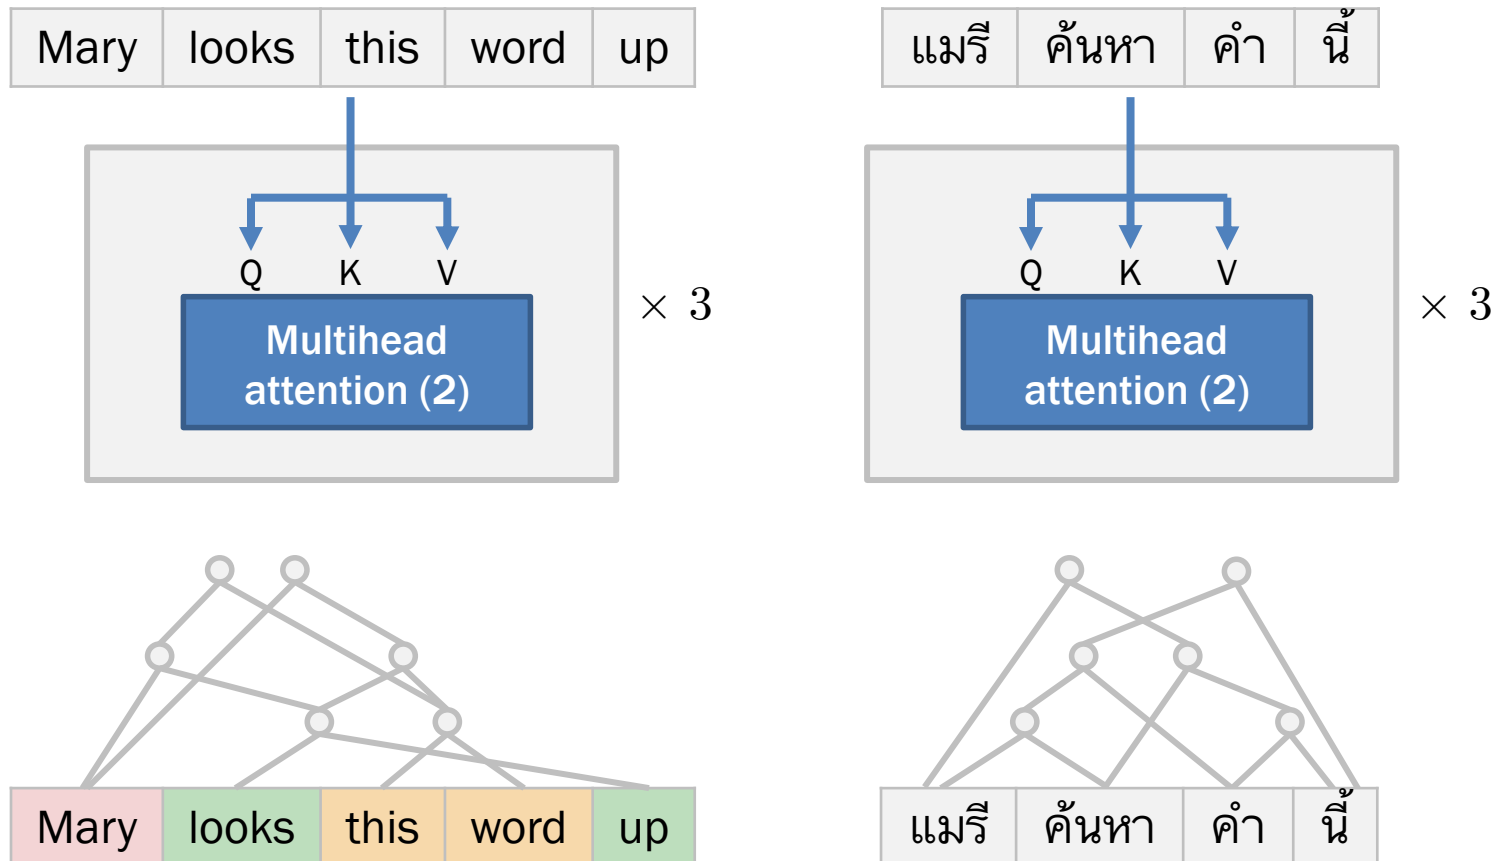 Mary looks this word up
แมรี ค้นหา คำ นี้
Q K V
Multihead
attention (2)
× 3
Q K V
Multihead
attention (2)
× 3
Mary looks this word up
แมรี ค้นหา คำ นี้